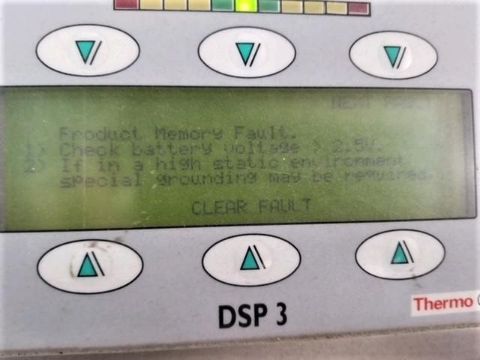 NEXT PAGE
Product Memory Fault.
1) Check battery voltage > 2.5V.
2) If in a high static environment
special grounding may be required.
CLEAR FAULT
DSP 3
Thermo